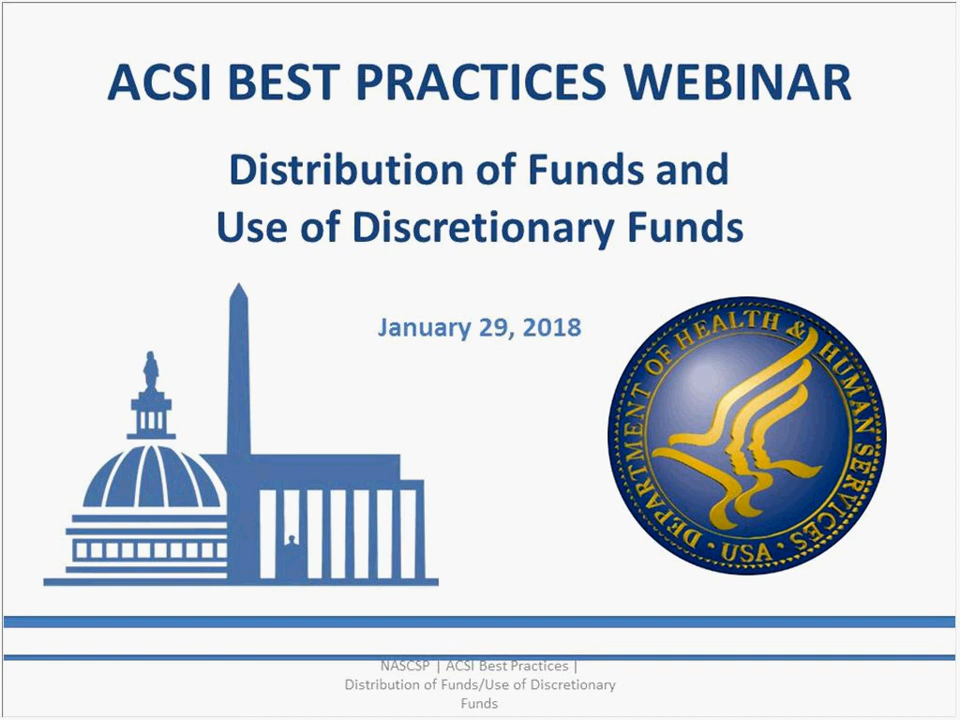 ACSI BEST PRACTICES WEBINAR
Distribution of Funds and
Use of Discretionary Funds
January 29, 2018
DEPARTMENT OF HEALTH & HUMAN SERVICES
· USA ·
NASCSP | ACSI Best Practices |
Distribution of Funds/Use of Discretionary
Funds